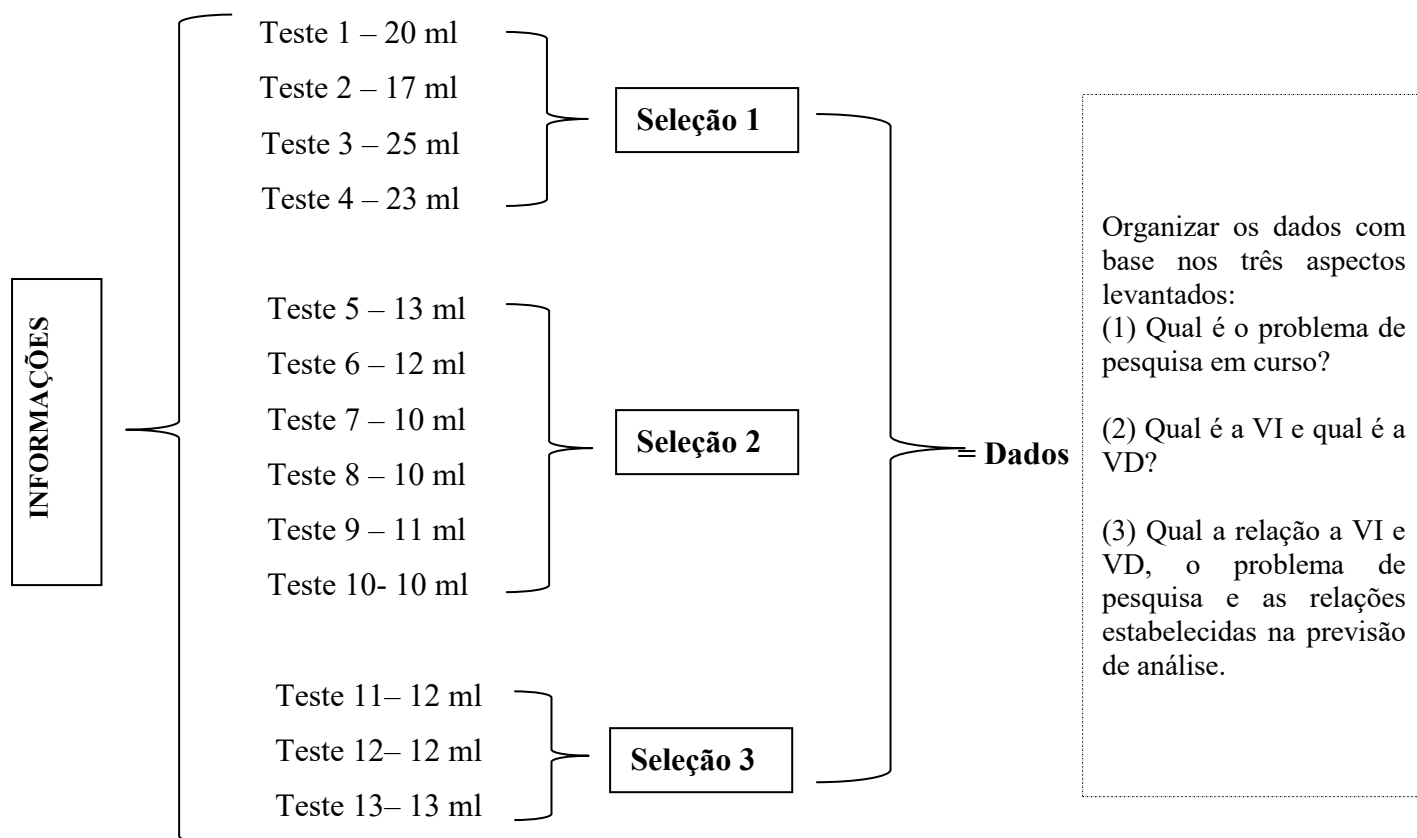 INFORMAÇÕES
Teste 1 – 20 ml
Teste 2 – 17 ml
Teste 3 – 25 ml
Teste 4 – 23 ml
Seleção 1
Teste 5 – 13 ml
Teste 6 – 12 ml
Teste 7 – 10 ml
Teste 8 – 10 ml
Teste 9 – 11 ml
Teste 10- 10 ml
Seleção 2
Teste 11– 12 ml
Teste 12– 12 ml
Teste 13– 13 ml
Seleção 3
= Dados
Organizar os dados com
base nos três aspectos
levantados:
(1) Qual é o problema de
pesquisa em curso?
(2) Qual é a VI e qual é a
VD?
(3) Qual a relação a VI e
VD, o problema de
pesquisa e as relações
estabelecidas na previsão
de análise.